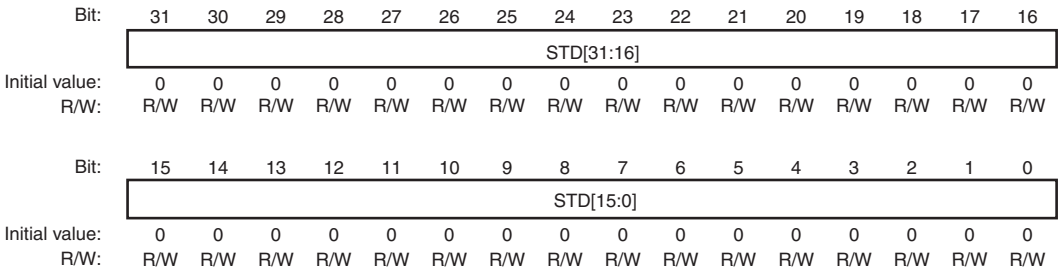 Bit: 31 30 29 28 27 26 25 24 23 22 21 20 19 18 17 16
STD[31:16]
Initial value: 0 0 0 0 0 0 0 0 0 0 0 0 0 0 0 0
R/W: R/W R/W R/W R/W R/W R/W R/W R/W R/W R/W R/W R/W R/W R/W R/W R/W
Bit: 15 14 13 12 11 10 9 8 7 6 5 4 3 2 1 0
STD[15:0]
Initial value: 0 0 0 0 0 0 0 0 0 0 0 0 0 0 0 0
R/W: R/W R/W R/W R/W R/W R/W R/W R/W R/W R/W R/W R/W R/W R/W R/W R/W